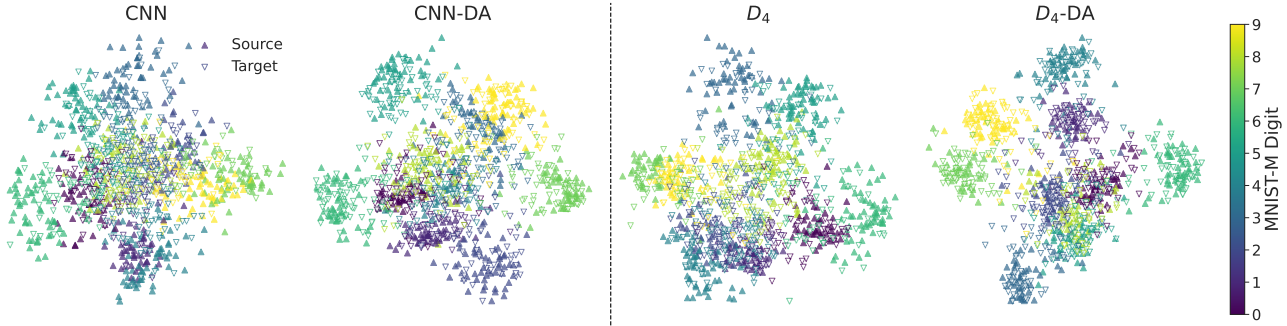 CNN
CNN-DA
D₄
D₄-DA
Source
Target
9
8
7
6
5
4
3
2
1
0
MNIST-M Digit